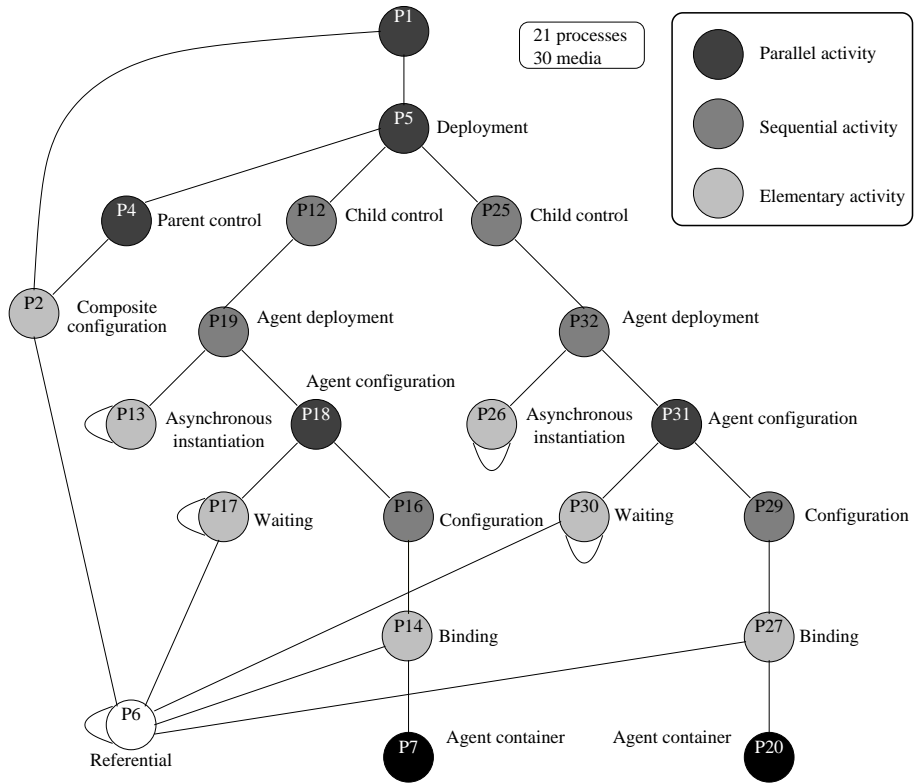 P1
21 processes
30 media
Parallel activity
P5
Deployment
Sequential activity
P4
Parent control
P12
Child control
P25
Child control
Elementary activity
P2
Composite
configuration
P19
Agent deployment
P32
Agent deployment
Agent configuration
P13
Asynchronous
instantiation
P18
P26
Asynchronous
instantiation
P31
Agent configuration
P17
Waiting
P16
Configuration
P30
Waiting
P29
Configuration
P14
Binding
P27
Binding
P6
Referential
P7
Agent container
Agent container
P20